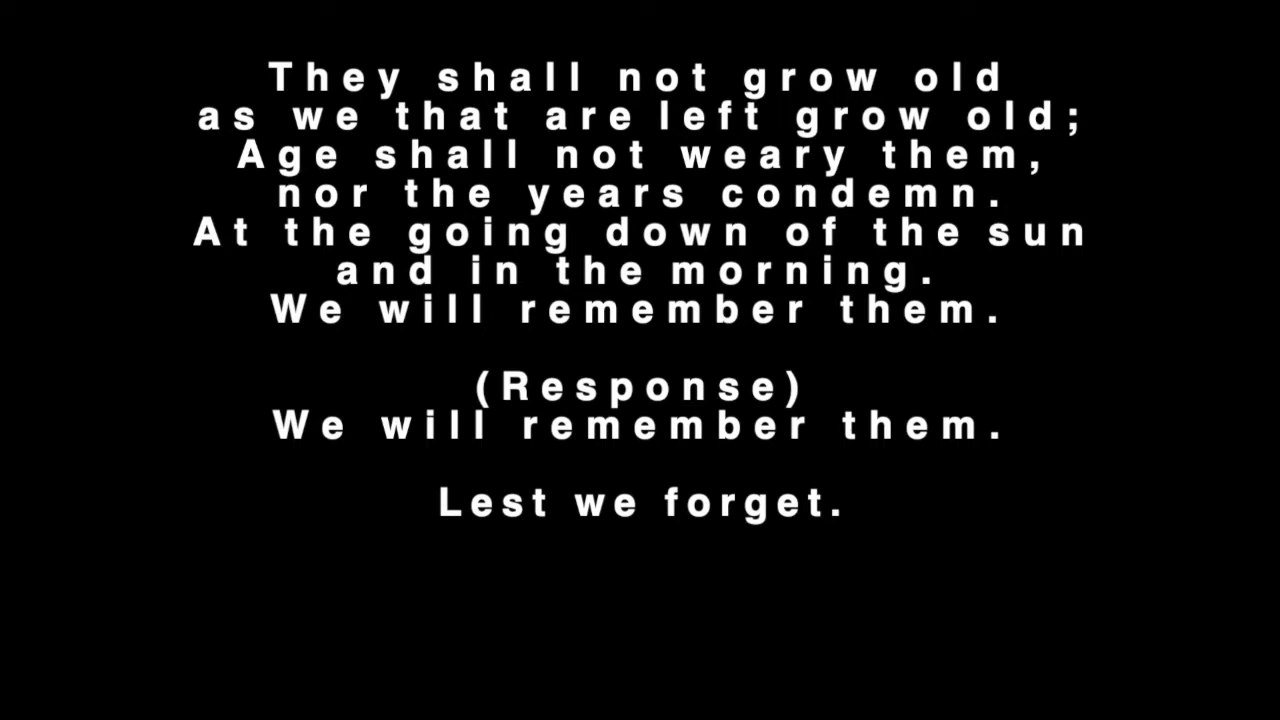 They shall not grow old
as we that are left grow old;
Age shall not weary them,
nor the years condemn.
At the going down of the sun
and in the morning.
We will remember them.
(Response)
We will remember them.
Lest we forget.